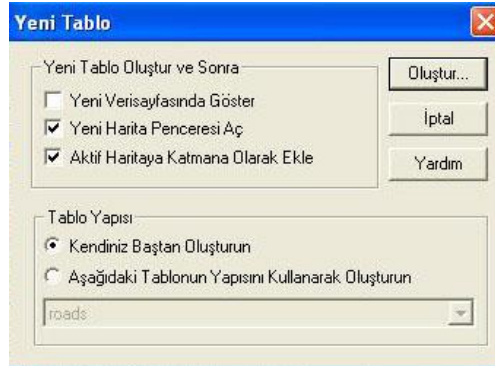 Yeni Tablo
Yeni Tablo Oluştur ve Sonra
Yeni Verisayfasında Göster
Yeni Harita Penceresi Aç
Aktif Haritaya Katmana Olarak Ekle
Oluştur...
İptal
Yardım
Tablo Yapısı
Kendiniz Baştan Oluşturun
Aşağıdaki Tablonun Yapısını Kullanarak Oluşturun
roads